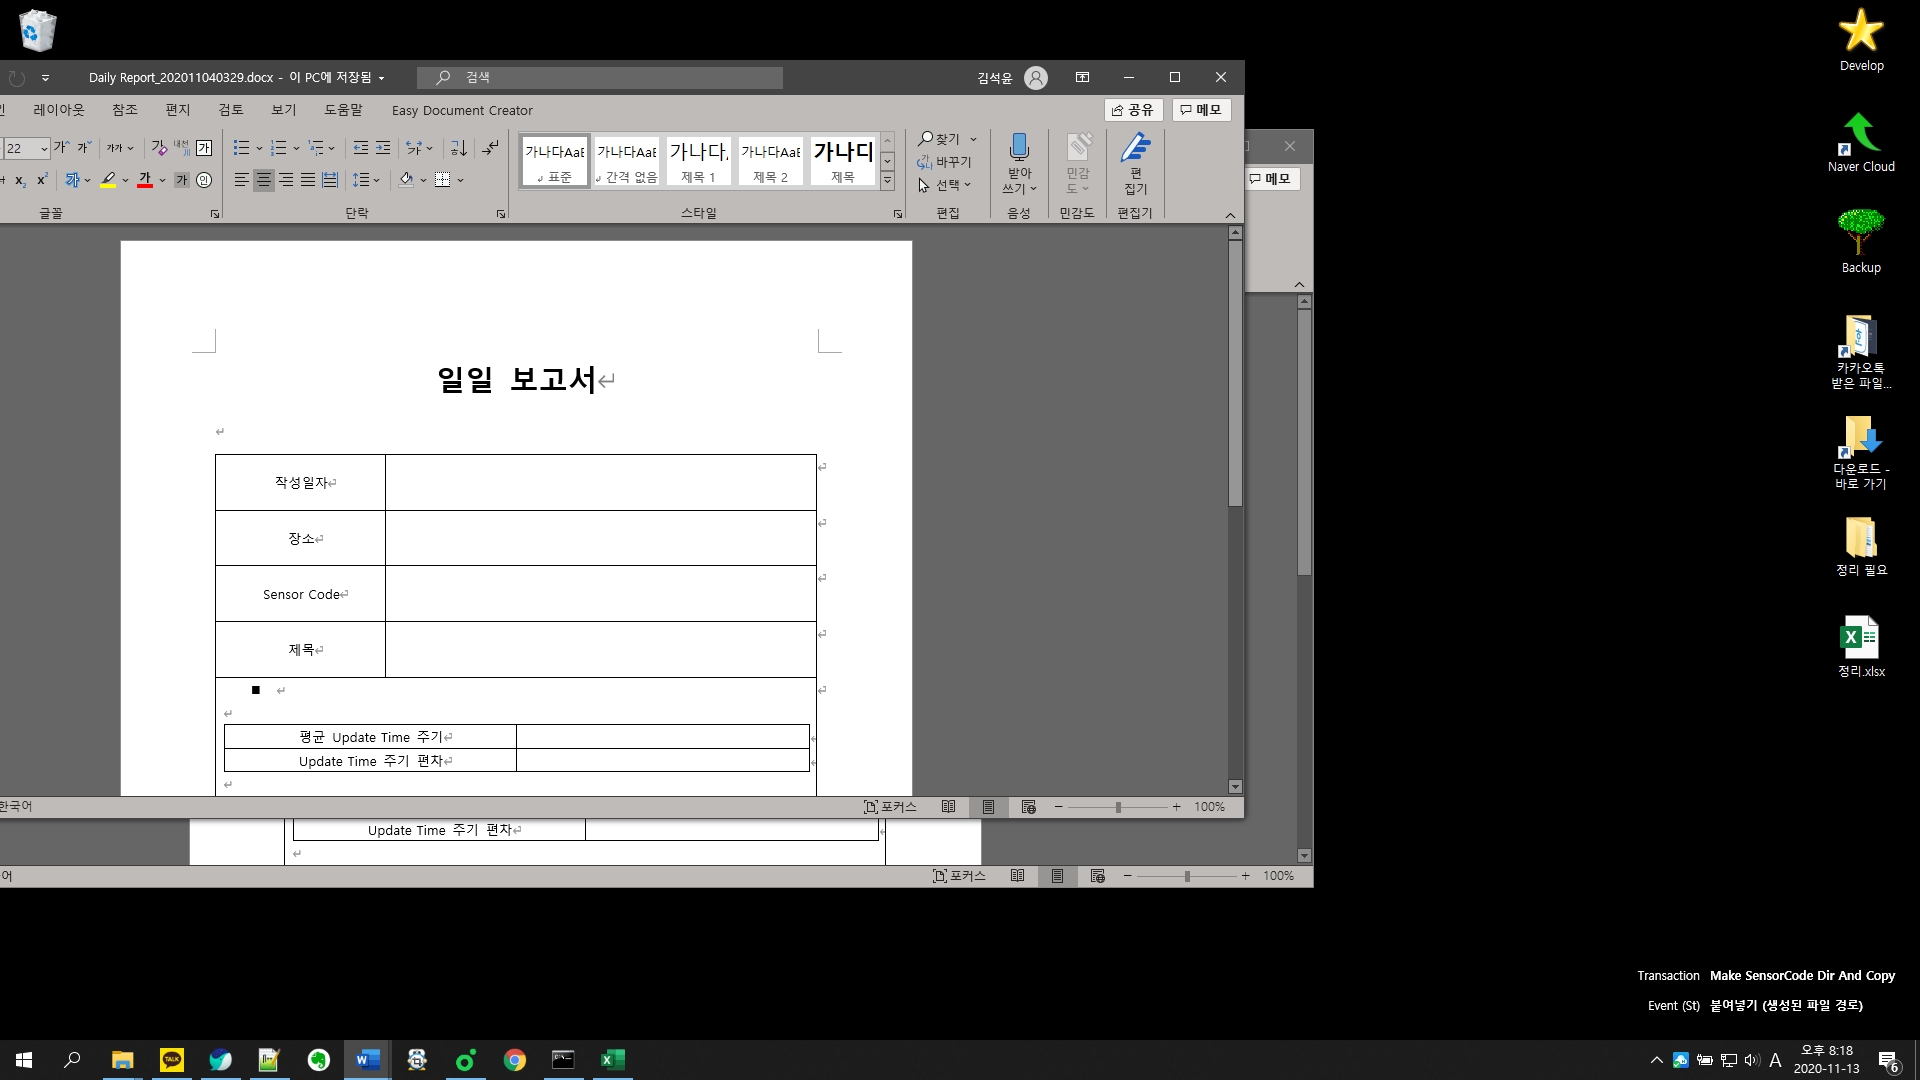 Daily Report_202011040329.docx - 이 PC에 저장됨
검색
김석윤
레이아웃 참조 편지 검토 보기 도움말 Easy Document Creator
공유 메모
22
가나다AaB 가나다AaB 가나다 가나다AaB 가나다
표준 간격 없음 제목 1 제목 2 제목
찾기
바꾸기
선택
받아
쓰기
민감
도
편
집기
글꼴 단락 스타일 편집 음성 민감도 편집기
메모
일일 보고서
작성일자
장소
Sensor Code
제목
평균 Update Time 주기
Update Time 주기 편차
한국어 포커스 100%
Update Time 주기 편차
어 포커스 100%
Develop
Naver Cloud
Backup
카카오톡
받은 파일...
다운로드 -
바로 가기
정리 필요
정리.xlsx
Transaction Make SensorCode Dir And Copy
Event (St) 붙여넣기 (생성된 파일 경로)
TALK
A
오후 8:18
2020-11-13
6